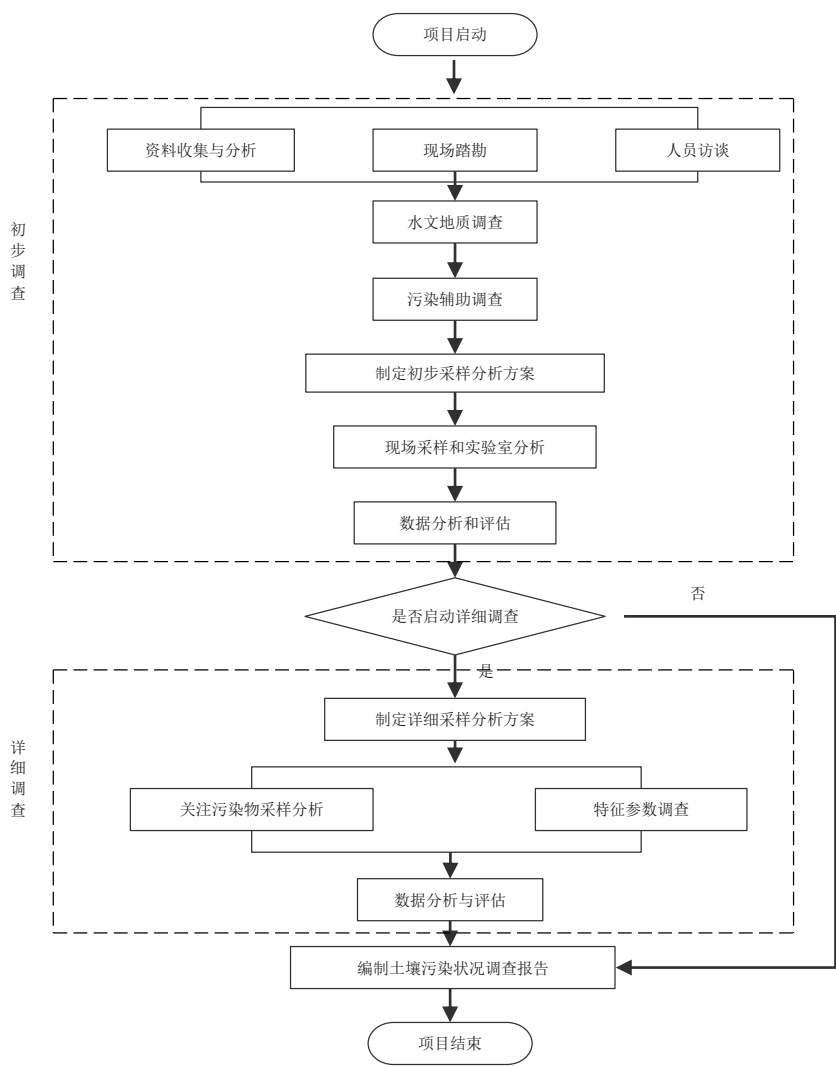 项目启动
资料收集与分析
现场踏勘
人员访谈
初步调查
水文地质调查
污染辅助调查
制定初步采样分析方案
现场采样和实验室分析
数据分析和评估
否
是否启动详细调查
是
制定详细采样分析方案
详细调查
关注污染物采样分析
特征参数调查
数据分析与评估
编制土壤污染状况调查报告
项目结束